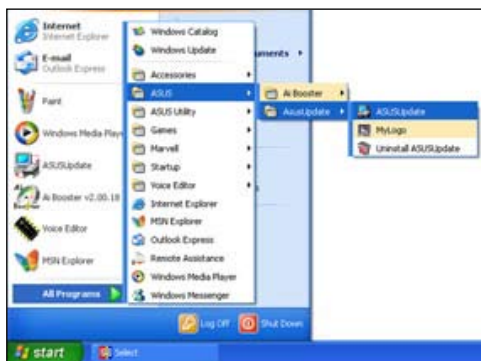 Internet
Internet Explorer
E-mail
Outlook Express
Paint
Windows Media Play
ASUSUpdate
Ai Booster v2.00.18
Voice Editor
MSN Explorer
All Programs
Windows Catalog
Windows Update
Accessories
ASUS
ASUS Utility
Games
Marvell
Startup
Voice Editor
Internet Explorer
MSN Explorer
Outlook Express
Remote Assistance
Windows Media Player
Windows Messenger
uments
Ai Booster
AsusUpdate
ASUSUpdate
MyLogo
Uninstall ASUSUpdate
Log Off
Shut Down
start
Select